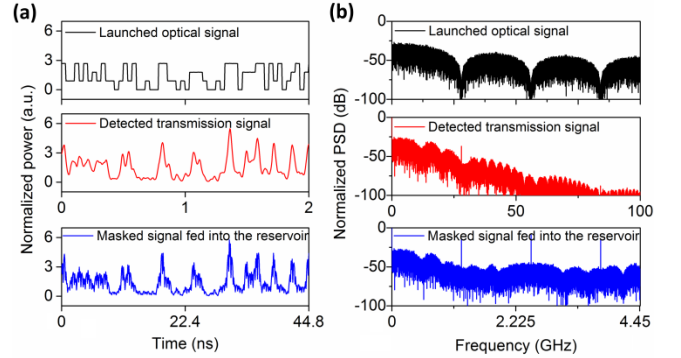 (a)
Launched optical signal
6
3
0
Detected transmission signal
6
3
0
0
1
2
Masked signal fed into the reservoir
6
3
0
0
22.4
44.8
Time (ns)
Normalized power (a.u.)
(b)
Launched optical signal
0
-50
-100
Detected transmission signal
0
-50
-100
0
50
100
Masked signal fed into the reservoir
0
-50
-100
0
2.225
4.45
Frequency (GHz)
Normalized PSD (dB)